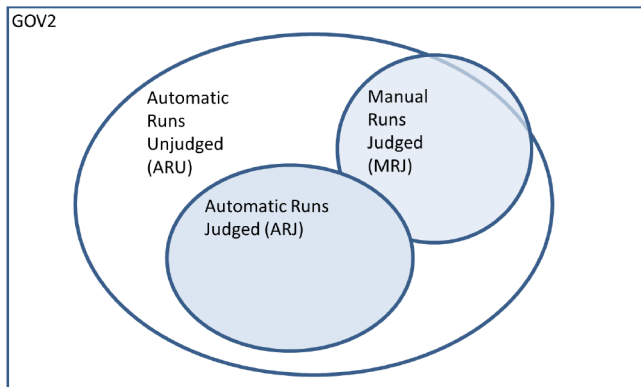 GOV2
Automatic
Runs
Unjudged
(ARU)
Manual
Runs
Judged
(MRJ)
Automatic Runs
Judged (ARJ)